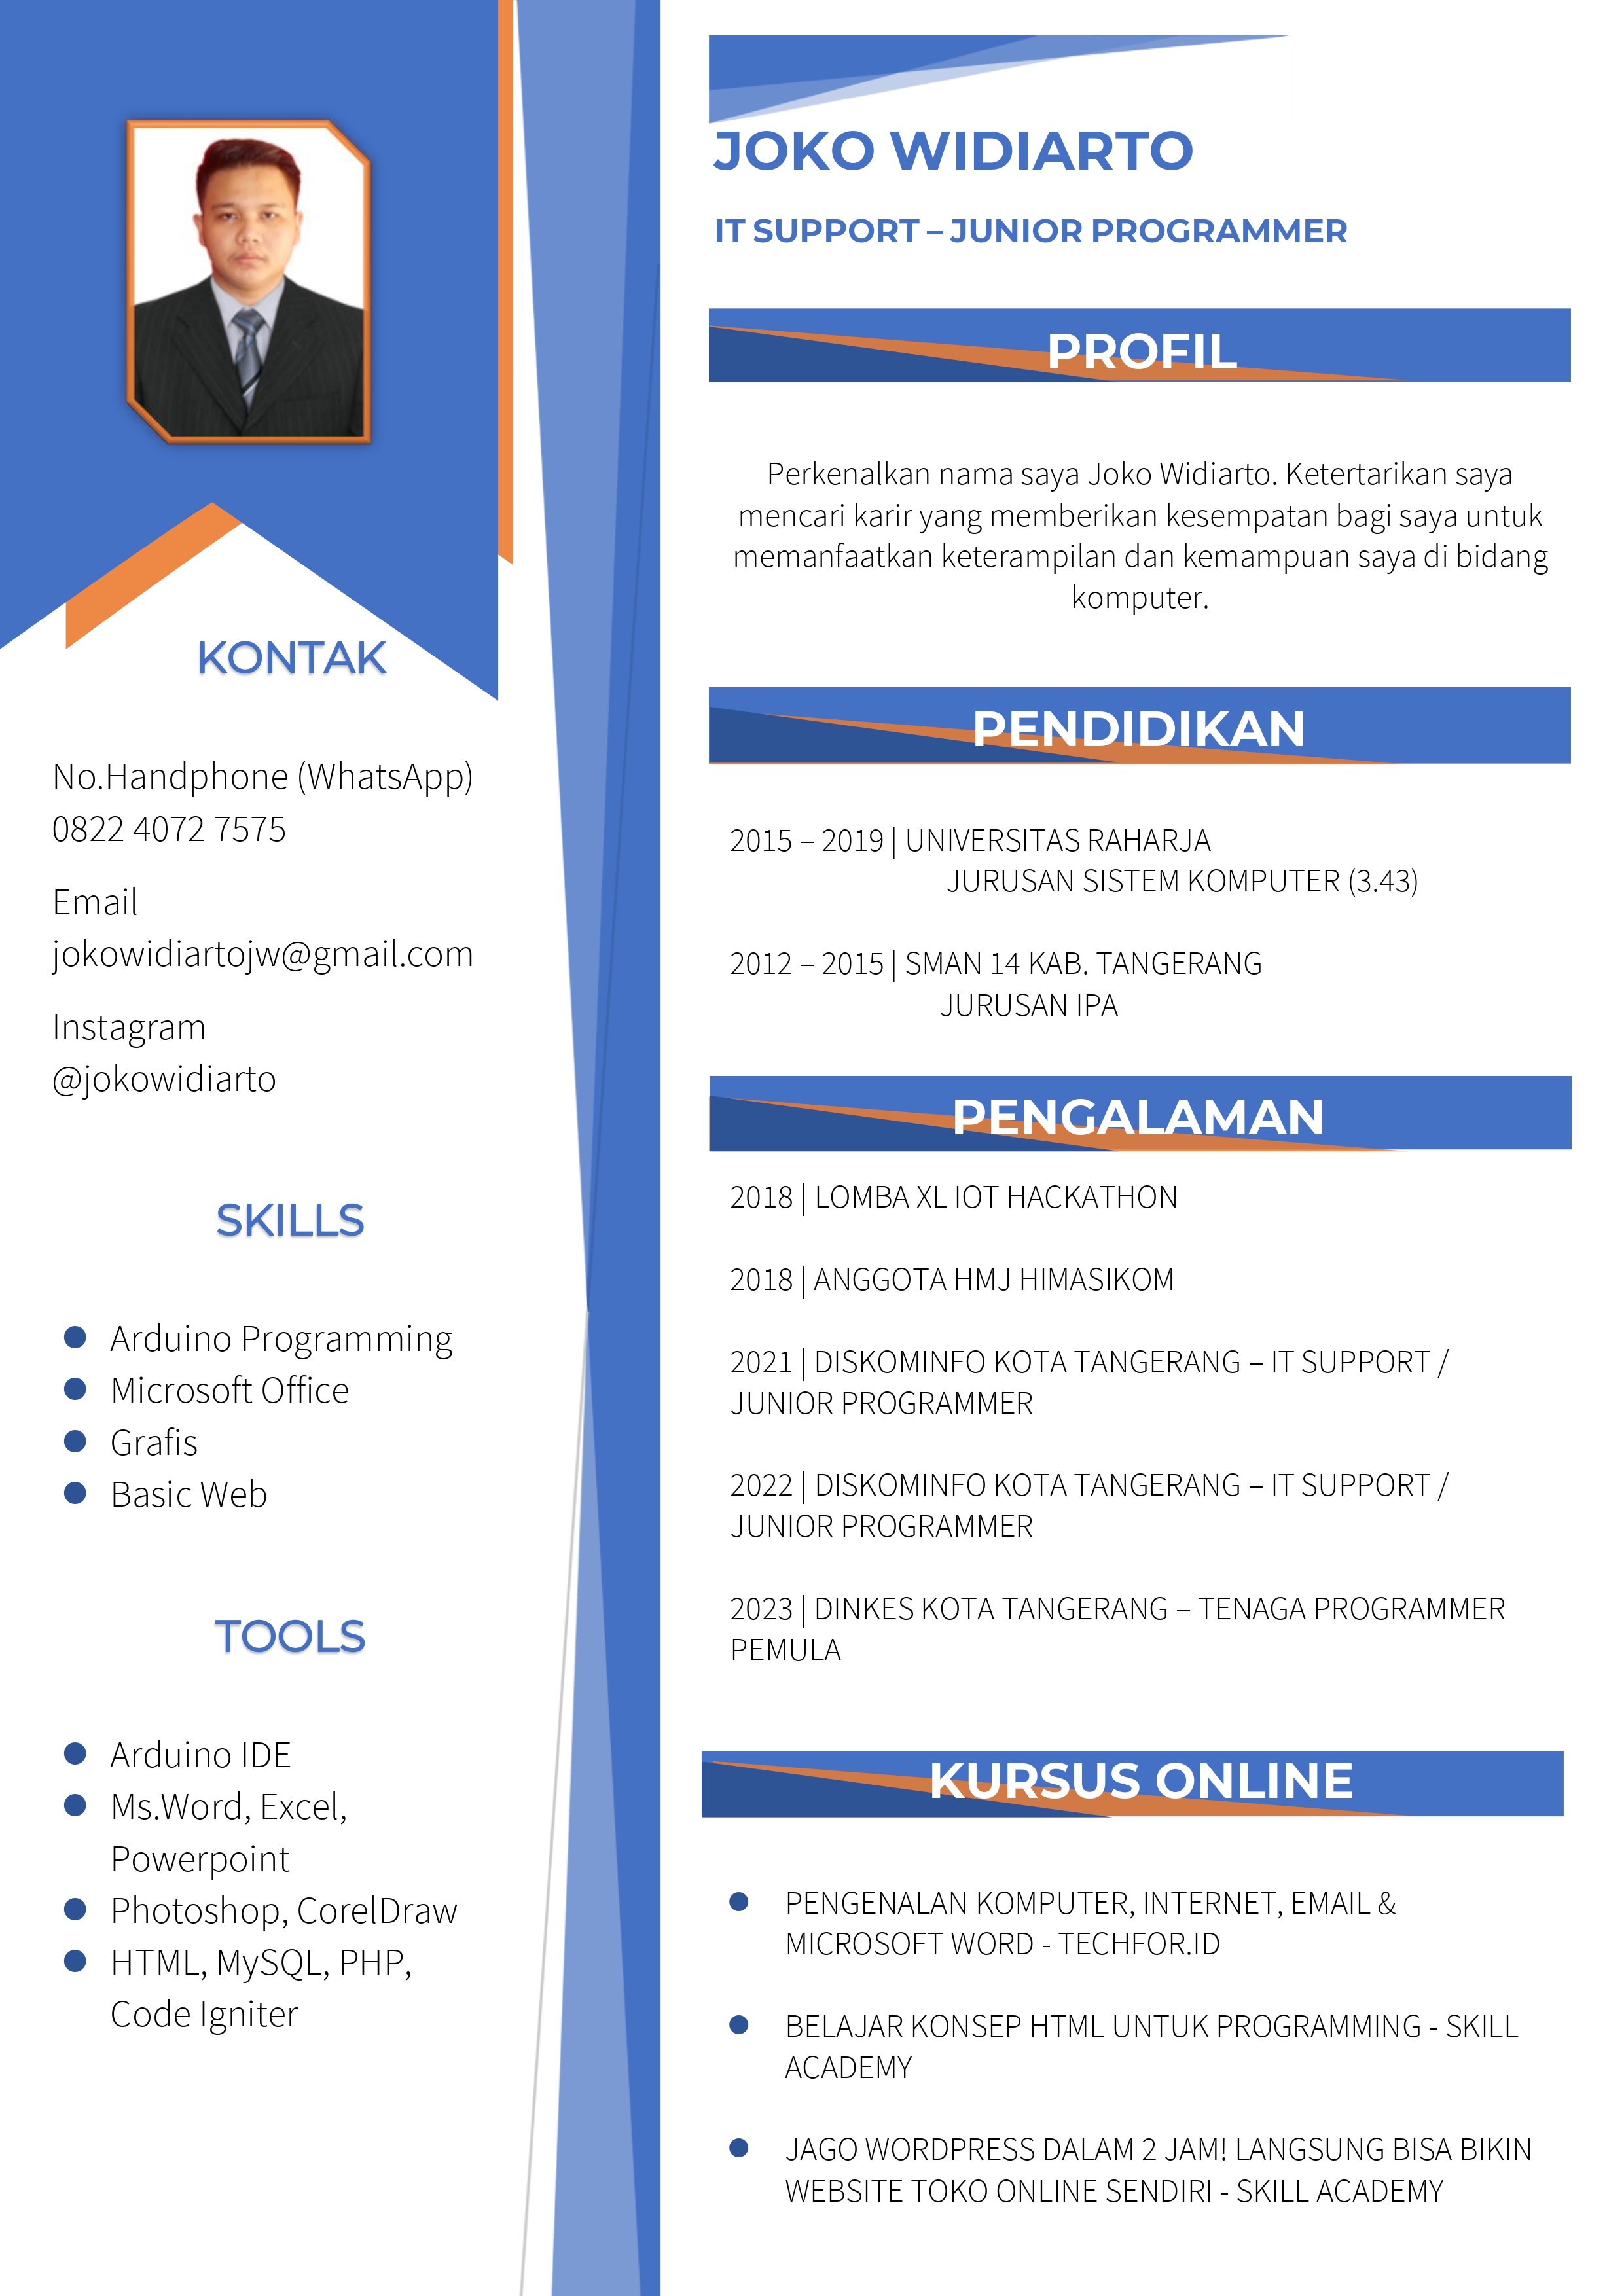 KONTAK
No.Handphone (WhatsApp)
0822 4072 7575
Email
jokowidiartojw@gmail.com
Instagram
@jokowidiarto
SKILLS
Arduino Programming
Microsoft Office
Grafis
Basic Web
TOOLS
Arduino IDE
Ms.Word, Excel,
Powerpoint
Photoshop, CorelDraw
HTML, MySQL, PHP,
Code Igniter
JOKO WIDIARTO
IT SUPPORT – JUNIOR PROGRAMMER
PROFIL
Perkenalkan nama saya Joko Widiarto. Ketertarikan saya
mencari karir yang memberikan kesempatan bagi saya untuk
memanfaatkan keterampilan dan kemampuan saya di bidang
komputer.
PENDIDIKAN
2015 – 2019 | UNIVERSITAS RAHARJA
JURUSAN SISTEM KOMPUTER (3.43)
2012 – 2015 | SMAN 14 KAB. TANGERANG
JURUSAN IPA
PENGALAMAN
2018 | LOMBA XL IOT HACKATHON
2018 | ANGGOTA HMJ HIMASIKOM
2021 | DISKOMINFO KOTA TANGERANG – IT SUPPORT /
JUNIOR PROGRAMMER
2022 | DISKOMINFO KOTA TANGERANG – IT SUPPORT /
JUNIOR PROGRAMMER
2023 | DINKES KOTA TANGERANG – TENAGA PROGRAMMER
PEMULA
KURSUS ONLINE
PENGENALAN KOMPUTER, INTERNET, EMAIL &
MICROSOFT WORD - TECHFOR.ID
BELAJAR KONSEP HTML UNTUK PROGRAMMING - SKILL
ACADEMY
JAGO WORDPRESS DALAM 2 JAM! LANGSUNG BISA BIKIN
WEBSITE TOKO ONLINE SENDIRI - SKILL ACADEMY